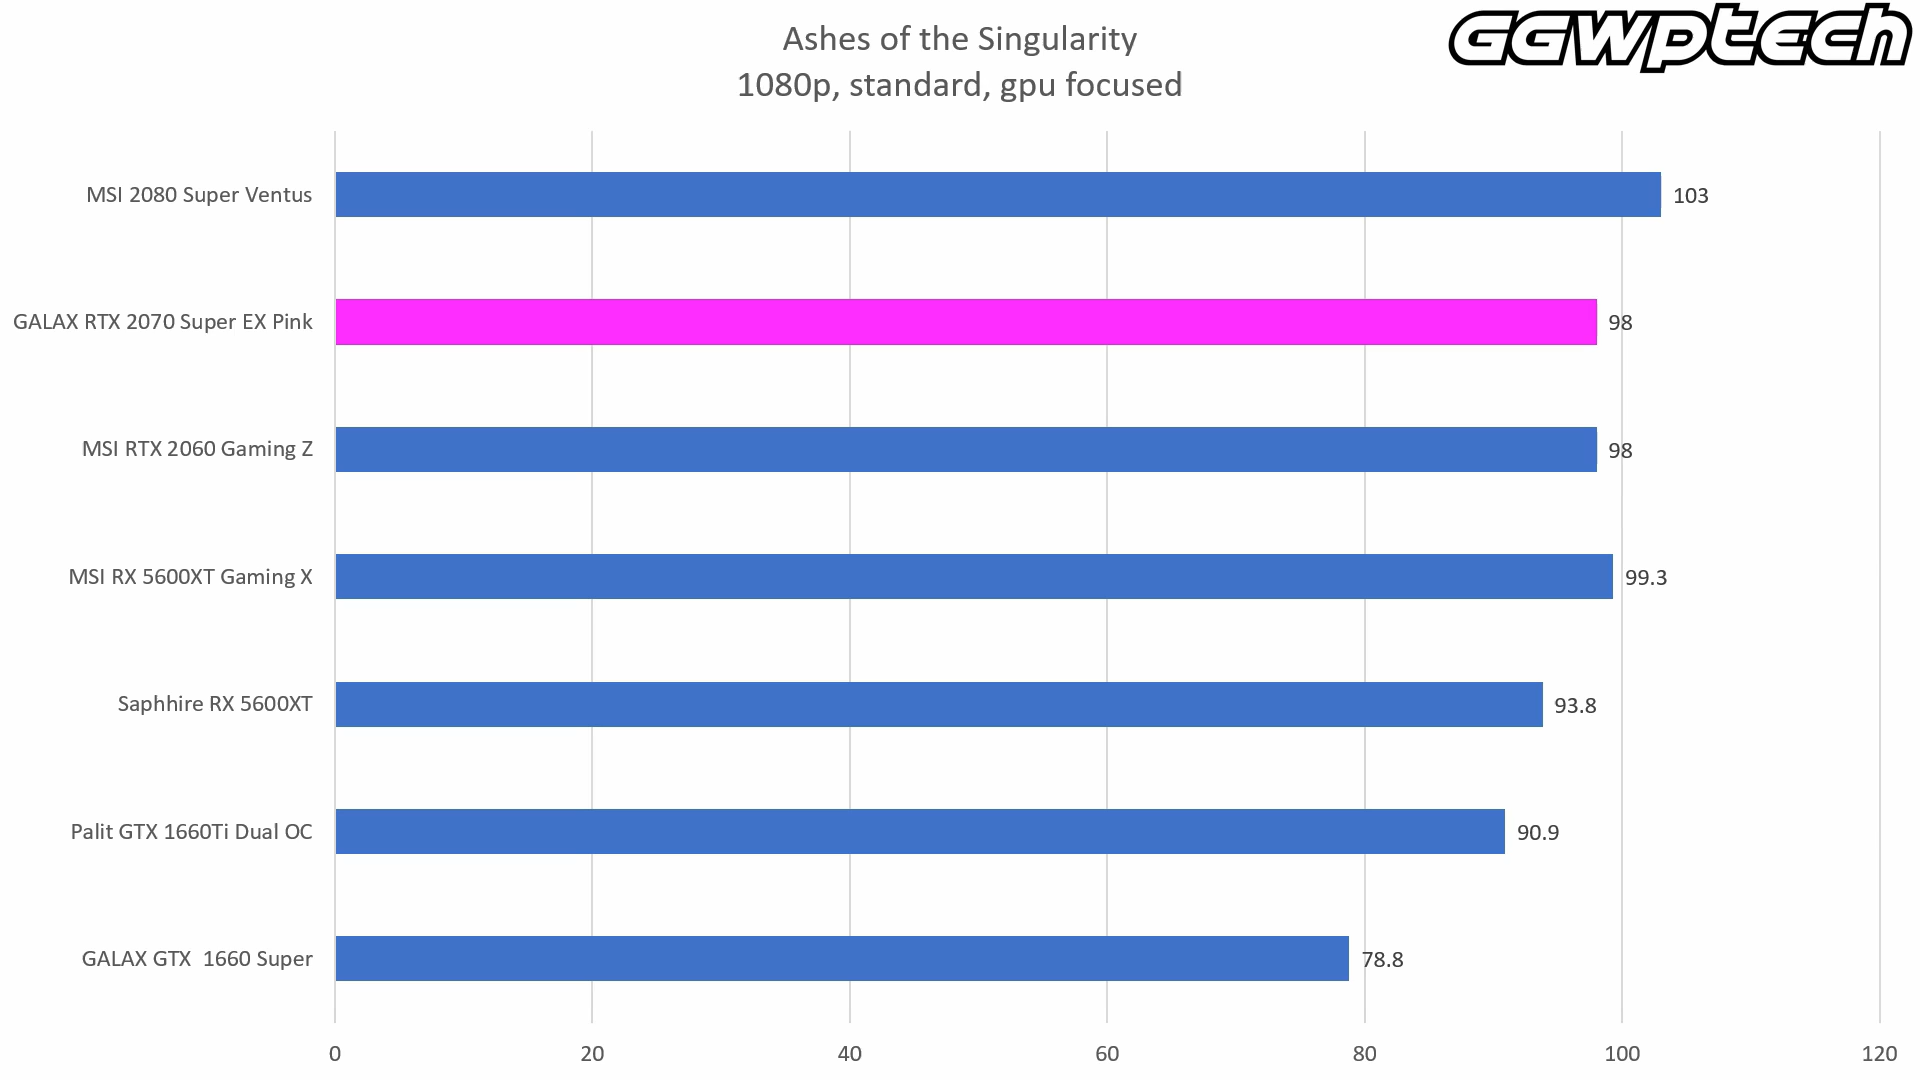 GGWPtech
Ashes of the Singularity
1080p, standard, gpu focused
MSI 2080 Super Ventus 103
GALAX RTX 2070 Super EX Pink 98
MSI RTX 2060 Gaming Z 98
MSI RX 5600XT Gaming X 99.3
Saphhire RX 5600XT 93.8
Palit GTX 1660Ti Dual OC 90.9
GALAX GTX  1660 Super 78.8
0 20 40 60 80 100 120